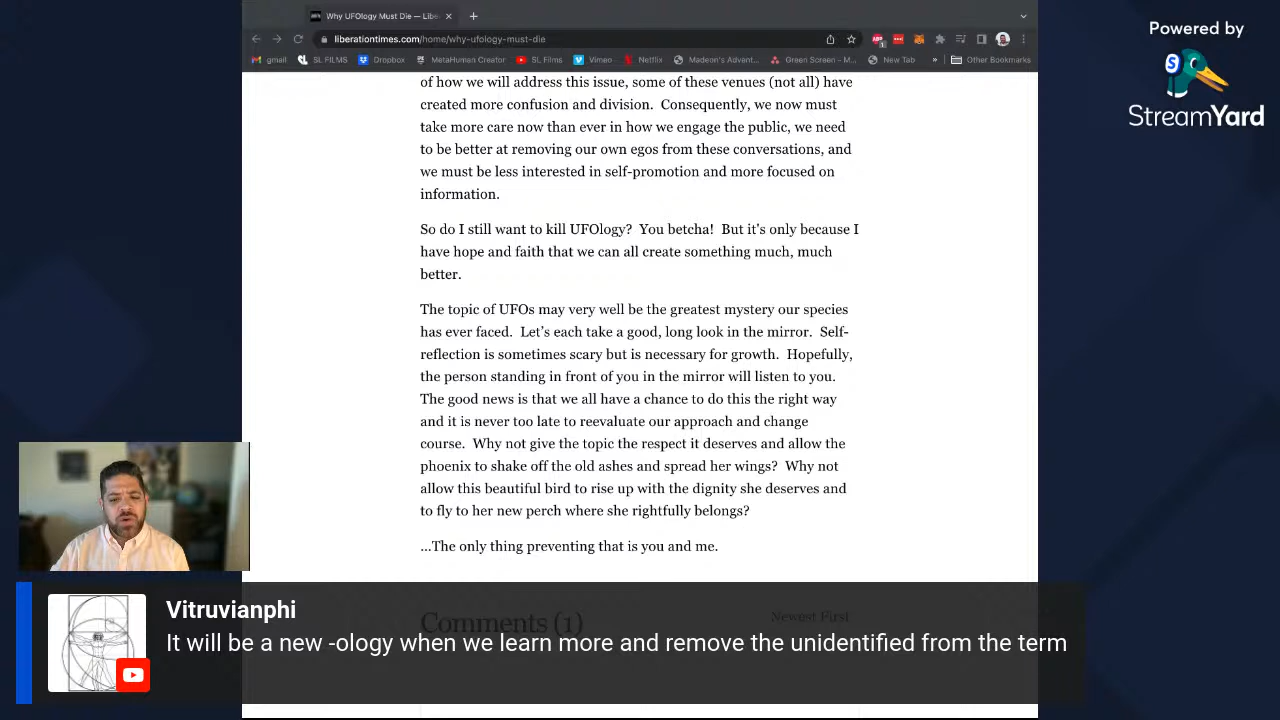 Why UFOlogy Must Die — Libe
liberationtimes.com/home/why-ufology-must-die
gmail SL FILMS Dropbox MetaHuman Creator SL Films Vimeo Netflix Madeon's Advent... Green Screen - M... New Tab » Other Bookmarks
Powered by
StreamYard
of how we will address this issue, some of these venues (not all) have
created more confusion and division. Consequently, we now must
take more care now than ever in how we engage the public, we need
to be better at removing our own egos from these conversations, and
we must be less interested in self-promotion and more focused on
information.
So do I still want to kill UFOlogy? You betcha! But it's only because I
have hope and faith that we can all create something much, much
better.
The topic of UFOs may very well be the greatest mystery our species
has ever faced. Let's each take a good, long look in the mirror. Self-
reflection is sometimes scary but is necessary for growth. Hopefully,
the person standing in front of you in the mirror will listen to you.
The good news is that we all have a chance to do this the right way
and it is never too late to reevaluate our approach and change
course. Why not give the topic the respect it deserves and allow the
phoenix to shake off the old ashes and spread her wings? Why not
allow this beautiful bird to rise up with the dignity she deserves and
to fly to her new perch where she rightfully belongs?
...The only thing preventing that is you and me.
Comments (1) Newest First
Vitruvianphi
It will be a new -ology when we learn more and remove the unidentified from the term